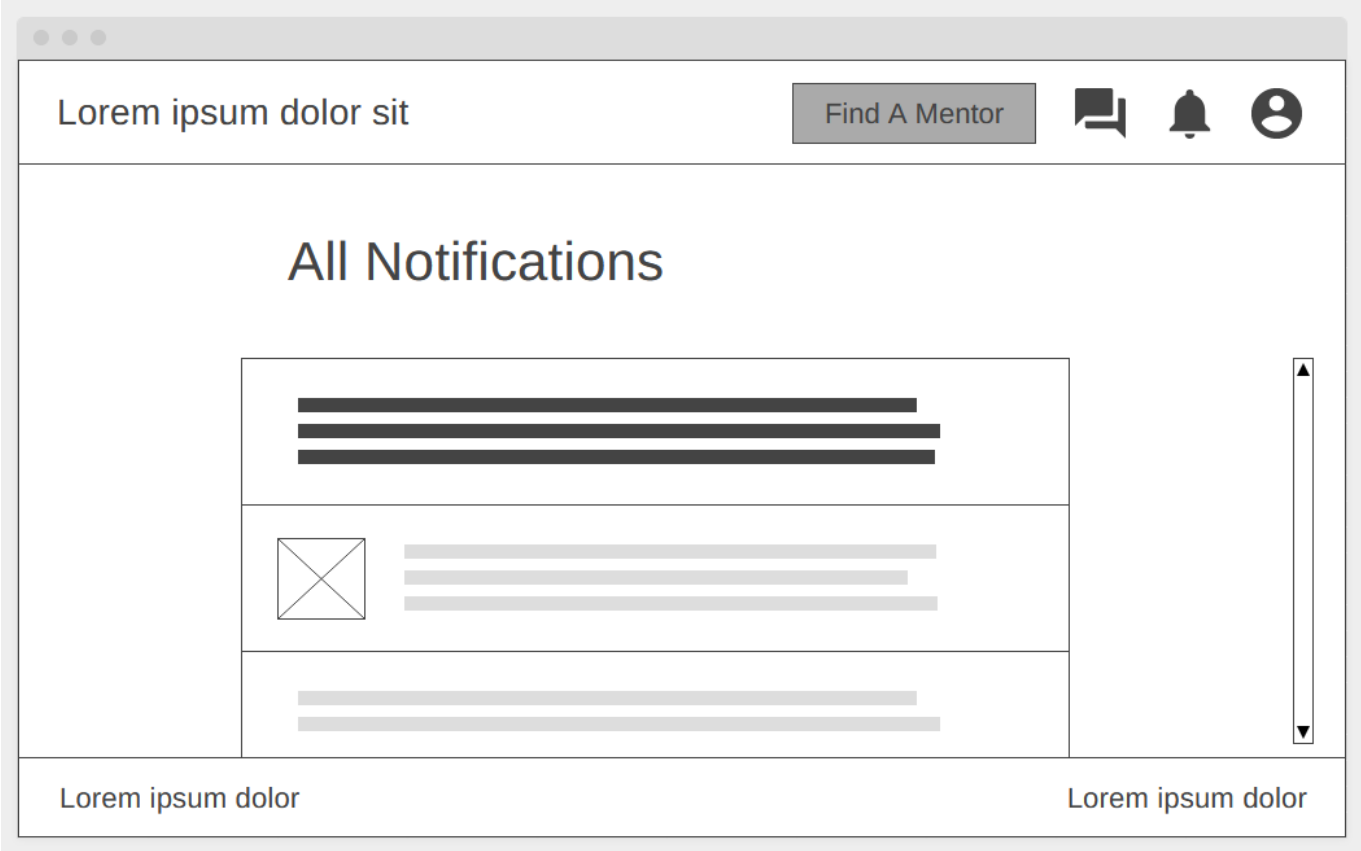 Lorem ipsum dolor sit
Find A Mentor
All Notifications
Lorem ipsum dolor
Lorem ipsum dolor